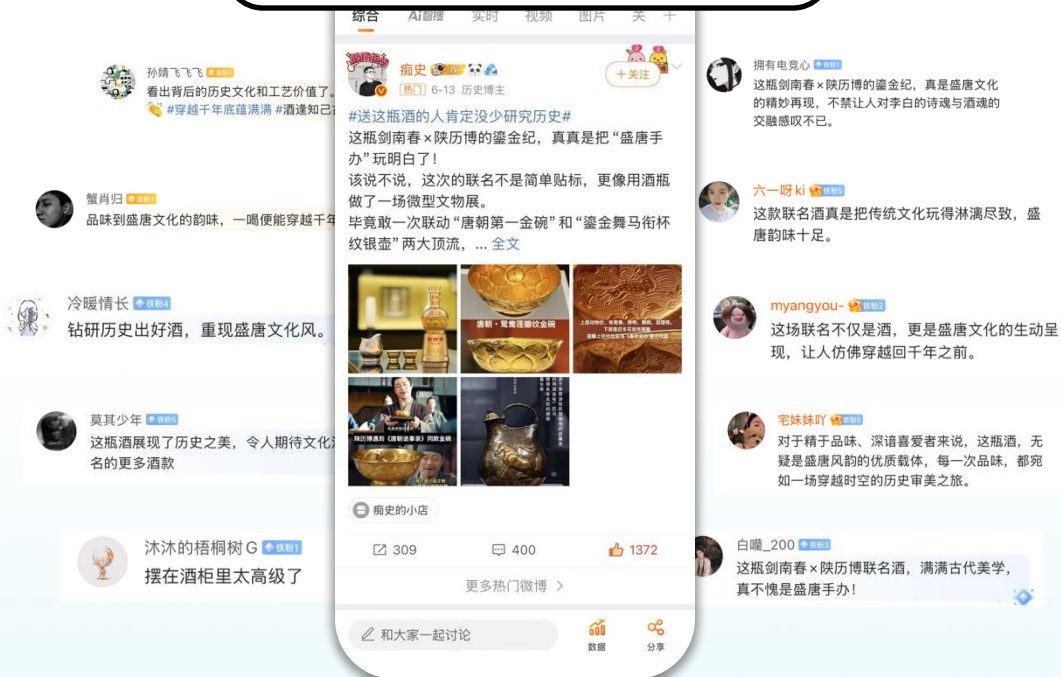 综合 Ai智搜 实时 视频 图片 关
痴史
+关注
热门 6-13 历史博主
#送这瓶酒的人肯定没少研究历史#
这瓶剑南春×陕历博的鎏金纪，真真是把“盛唐手
办”玩明白了！
该说不说，这次的联名不是简单贴标，更像用酒瓶
做了一场微型文物展。
毕竟敢一次联动“唐朝第一金碗”和“鎏金舞马衔杯
纹银壶”两大顶流，... 全文
唐朝·鸳鸯莲瓣纹金碗
陕历博遇到《唐朝诡事录》同款金碗
痴史的小店
309 400 1372
更多热门微博 >
和大家一起讨论
数据 分享
孙婧飞飞飞 铁粉1
看出背后的历史文化和工艺价值了。
#穿越千年底蕴满满 #酒逢知己
蟹肖归 铁粉1
品味到盛唐文化的韵味，一喝便能穿越千年
冷暖情长 铁粉4
钻研历史出好酒，重现盛唐文化风。
莫其少年 铁粉5
这瓶酒展现了历史之美，令人期待文化
名的更多酒款
沐沐的梧桐树G 铁粉1
摆在酒柜里太高级了
拥有电竞心 铁粉1
这瓶剑南春×陕历博的鎏金纪，真是盛唐文化
的精妙再现，不禁让人对李白的诗魂与酒魂的
交融感叹不已。
六一呀ki 铁粉5
这款联名酒真是把传统文化玩得淋漓尽致，盛
唐韵味十足。
myangyou- 铁粉2
这场联名不仅是酒，更是盛唐文化的生动呈
现，让人仿佛穿越回千年之前。
宅妹妹吖 铁粉5
对于精于品味、深谙喜爱者来说，这瓶酒，无
疑是盛唐风韵的优质载体，每一次品味，都宛
如一场穿越时空的历史审美之旅。
白嘬_200 铁粉3
这瓶剑南春×陕历博联名酒，满满古代美学，
真不愧是盛唐手办！